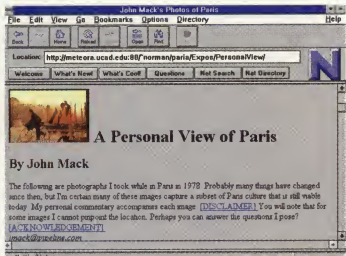 John Mack's Photos of Paris
File Edit View Go Bookmarks Options Directory Help
Back Home Reload Open Find
Location: http://meteora.ucsd.edu:80/~norman/paris/Expos/PersonalView/
Welcome What's New! What's Cool! Questions Net Search Net Directory
N
A Personal View of Paris
By John Mack
The following are photographs I took while in Paris in 1978. Probably many things have changed
since then, but I'm certain many of these images capture a subset of Paris culture that is still viable
today. My personal commentary accompanies each image. [DISCLAIMER] You will note that for
some images I cannot pinpoint the location. Perhaps you can answer the questions I pose?
[ACKNOWLEDGEMENT]